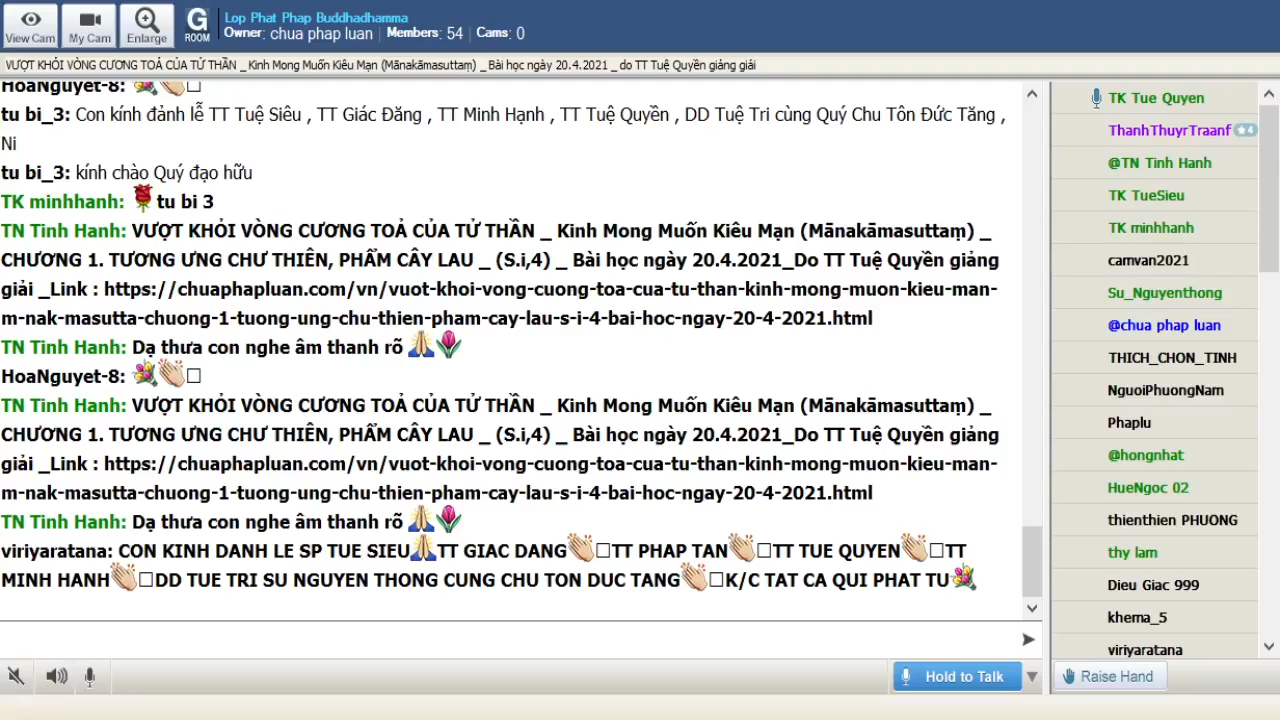 View Cam
My Cam
Enlarge
G
ROOM
Lop Phat Phap Buddhadhamma
Owner: chua phap luan Members: 54 Cams: 0
VƯỢT KHỎI VÒNG CƯƠNG TOẢ CỦA TỬ THẦN _ Kinh Mong Muốn Kiêu Mạn (Mānakāmasuttaṃ) _Bài học ngày 20.4.2021 _ do TT Tuệ Quyền giảng giải
HoaNguyet-8:
tu bi_3: Con kính đảnh lễ TT Tuệ Siêu , TT Giác Đăng , TT Minh Hạnh , TT Tuệ Quyền , DD Tuệ Tri cùng Quý Chu Tôn Đức Tăng ,
Ni
tu bi_3: kính chào Quý đạo hữu
TK minhhanh: tu bi 3
TN Tinh Hanh: VƯỢT KHỎI VÒNG CƯƠNG TOẢ CỦA TỬ THẦN _ Kinh Mong Muốn Kiêu Mạn (Mānakāmasuttaṃ) _
CHƯƠNG 1. TƯƠNG ƯNG CHƯ THIÊN, PHẨM CÂY LAU _ (S.i,4) _ Bài học ngày 20.4.2021_Do TT Tuệ Quyền giảng
giải _Link : https://chuaphapluan.com/vn/vuot-khoi-vong-cuong-toa-cua-tu-than-kinh-mong-muon-kieu-man-
m-nak-masutta-chuong-1-tuong-ung-chu-thien-pham-cay-lau-s-i-4-bai-hoc-ngay-20-4-2021.html
TN Tinh Hanh: Dạ thưa con nghe âm thanh rõ
HoaNguyet-8:
TN Tinh Hanh: VƯỢT KHỎI VÒNG CƯƠNG TOẢ CỦA TỬ THẦN _ Kinh Mong Muốn Kiêu Mạn (Mānakāmasuttaṃ) _
CHƯƠNG 1. TƯƠNG ƯNG CHƯ THIÊN, PHẨM CÂY LAU _ (S.i,4) _ Bài học ngày 20.4.2021_Do TT Tuệ Quyền giảng
giải _Link : https://chuaphapluan.com/vn/vuot-khoi-vong-cuong-toa-cua-tu-than-kinh-mong-muon-kieu-man-
m-nak-masutta-chuong-1-tuong-ung-chu-thien-pham-cay-lau-s-i-4-bai-hoc-ngay-20-4-2021.html
TN Tinh Hanh: Dạ thưa con nghe âm thanh rõ
viriyaratana: CON KINH DANH LE SP TUE SIEU TT GIAC DANG TT PHAP TAN TT TUE QUYEN TT
MINH HANH DD TUE TRI SU NGUYEN THONG CUNG CHU TON DUC TANG K/C TAT CA QUI PHAT TU
Hold to Talk
TK Tue Quyen
ThanhThuyrTraanf 4
@TN Tinh Hanh
TK TueSieu
TK minhhanh
camvan2021
Su_Nguyenthong
@chua phap luan
THICH_CHON_TINH
NguoiPhuongNam
Phaplu
@hongnhat
HueNgoc 02
thienthien PHUONG
thy lam
Dieu Giac 999
khema_5
viriyaratana
Raise Hand